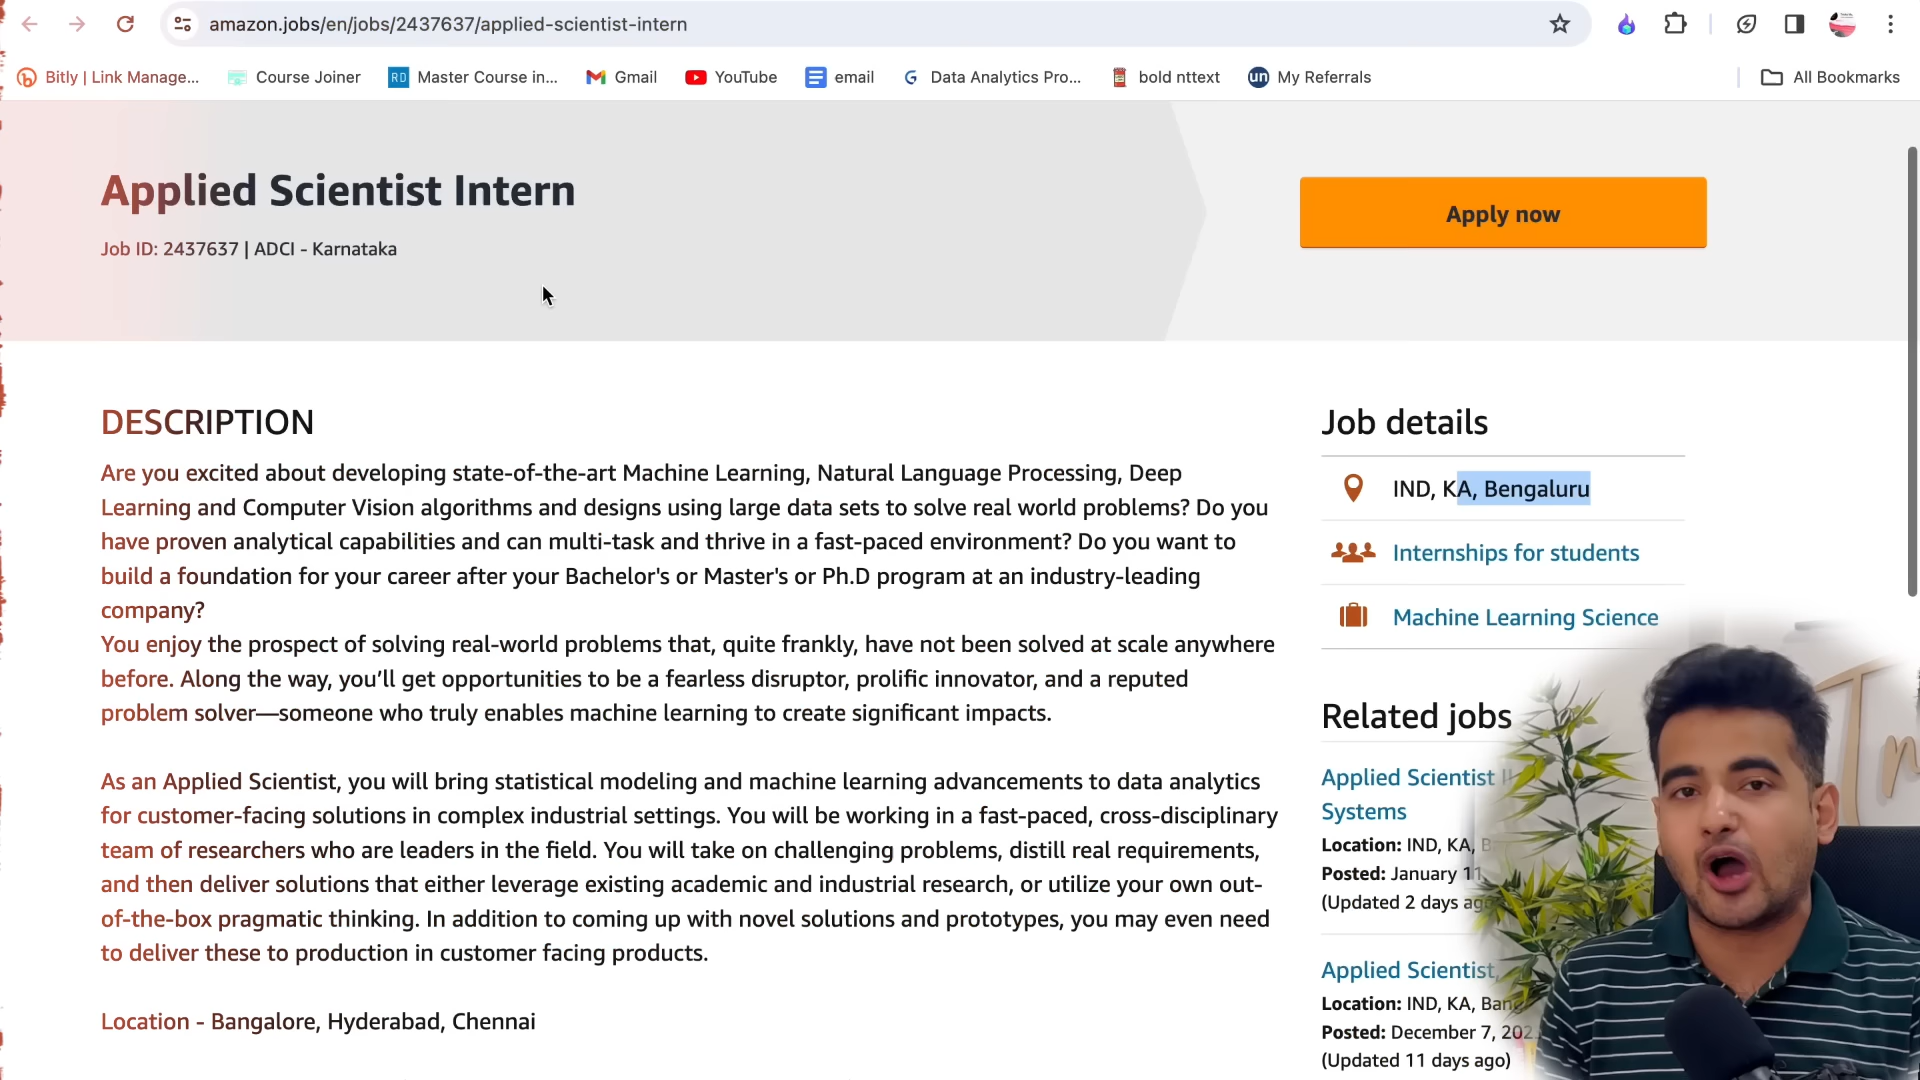 amazon.jobs/en/jobs/2437637/applied-scientist-intern
Bitly | Link Manage...
Course Joiner
Master Course in...
Gmail
YouTube
email
Data Analytics Pro...
bold nttext
My Referrals
All Bookmarks
Applied Scientist Intern
Job ID: 2437637 | ADCI - Karnataka
Apply now
DESCRIPTION
Are you excited about developing state-of-the-art Machine Learning, Natural Language Processing, Deep
Learning and Computer Vision algorithms and designs using large data sets to solve real world problems? Do you
have proven analytical capabilities and can multi-task and thrive in a fast-paced environment? Do you want to
build a foundation for your career after your Bachelor's or Master's or Ph.D program at an industry-leading
company?
You enjoy the prospect of solving real-world problems that, quite frankly, have not been solved at scale anywhere
before. Along the way, you’ll get opportunities to be a fearless disruptor, prolific innovator, and a reputed
problem solver—someone who truly enables machine learning to create significant impacts.
As an Applied Scientist, you will bring statistical modeling and machine learning advancements to data analytics
for customer-facing solutions in complex industrial settings. You will be working in a fast-paced, cross-disciplinary
team of researchers who are leaders in the field. You will take on challenging problems, distill real requirements,
and then deliver solutions that either leverage existing academic and industrial research, or utilize your own out-
of-the-box pragmatic thinking. In addition to coming up with novel solutions and prototypes, you may even need
to deliver these to production in customer facing products.
Location - Bangalore, Hyderabad, Chennai
Job details
IND, KA, Bengaluru
Internships for students
Machine Learning Science
Related jobs
Applied Scientist
Systems
Location: IND, KA,
Posted: January 11,
(Updated 2 days ago)
Applied Scientist,
Location: IND, KA,
Posted: December 7,
(Updated 11 days ago)